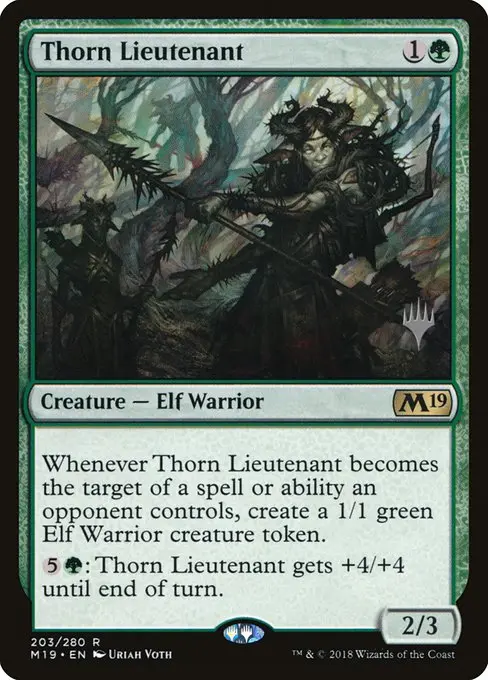 Thorn Lieutenant 1
Creature — Elf Warrior M19
Whenever Thorn Lieutenant becomes
the target of a spell or ability an
opponent controls, create a 1/1 green
Elf Warrior creature token.
5: Thorn Lieutenant gets +4/+4
until end of turn.
2/3
203/280 R
M19 • EN Uriah Voth
™ & © 2018 Wizards of the Coast